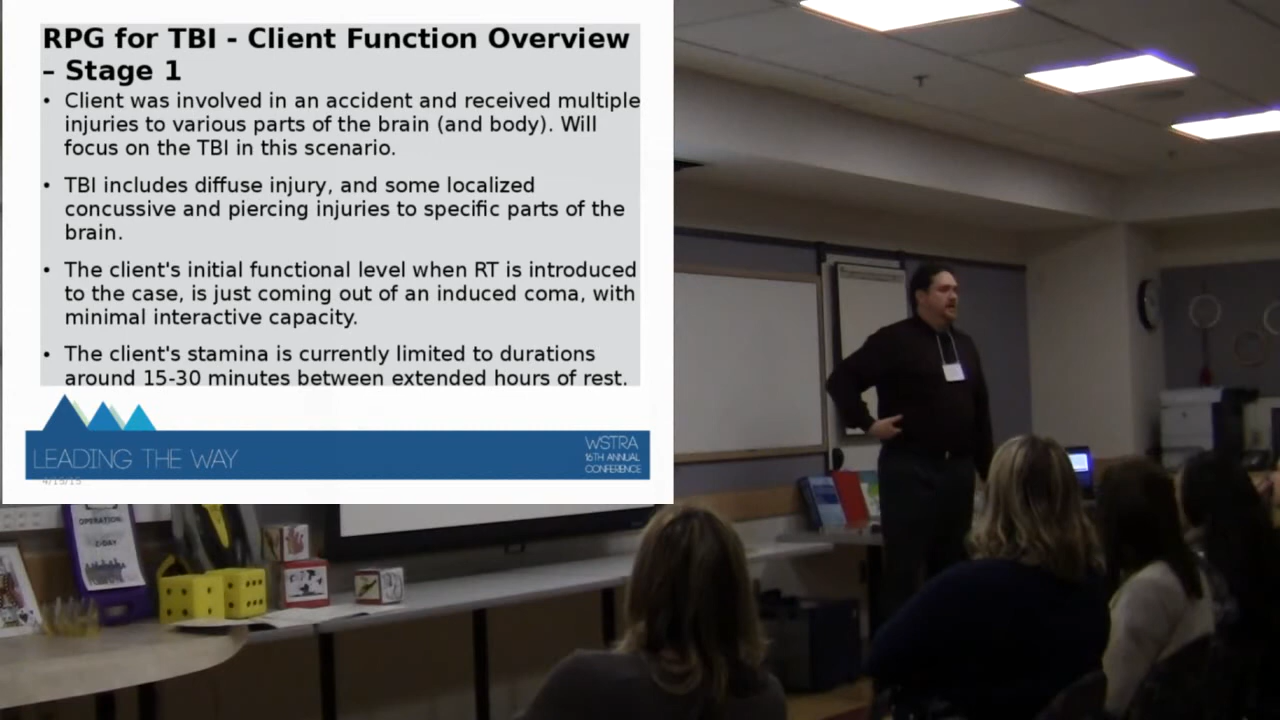 RPG for TBI - Client Function Overview
– Stage 1
• Client was involved in an accident and received multiple
injuries to various parts of the brain (and body). Will
focus on the TBI in this scenario.
• TBI includes diffuse injury, and some localized
concussive and piercing injuries to specific parts of the
brain.
• The client's initial functional level when RT is introduced
to the case, is just coming out of an induced coma, with
minimal interactive capacity.
• The client's stamina is currently limited to durations
around 15-30 minutes between extended hours of rest.
LEADING THE WAY
WSTRA
16TH ANNUAL
CONFERENCE
4/15/15
OPERATION: